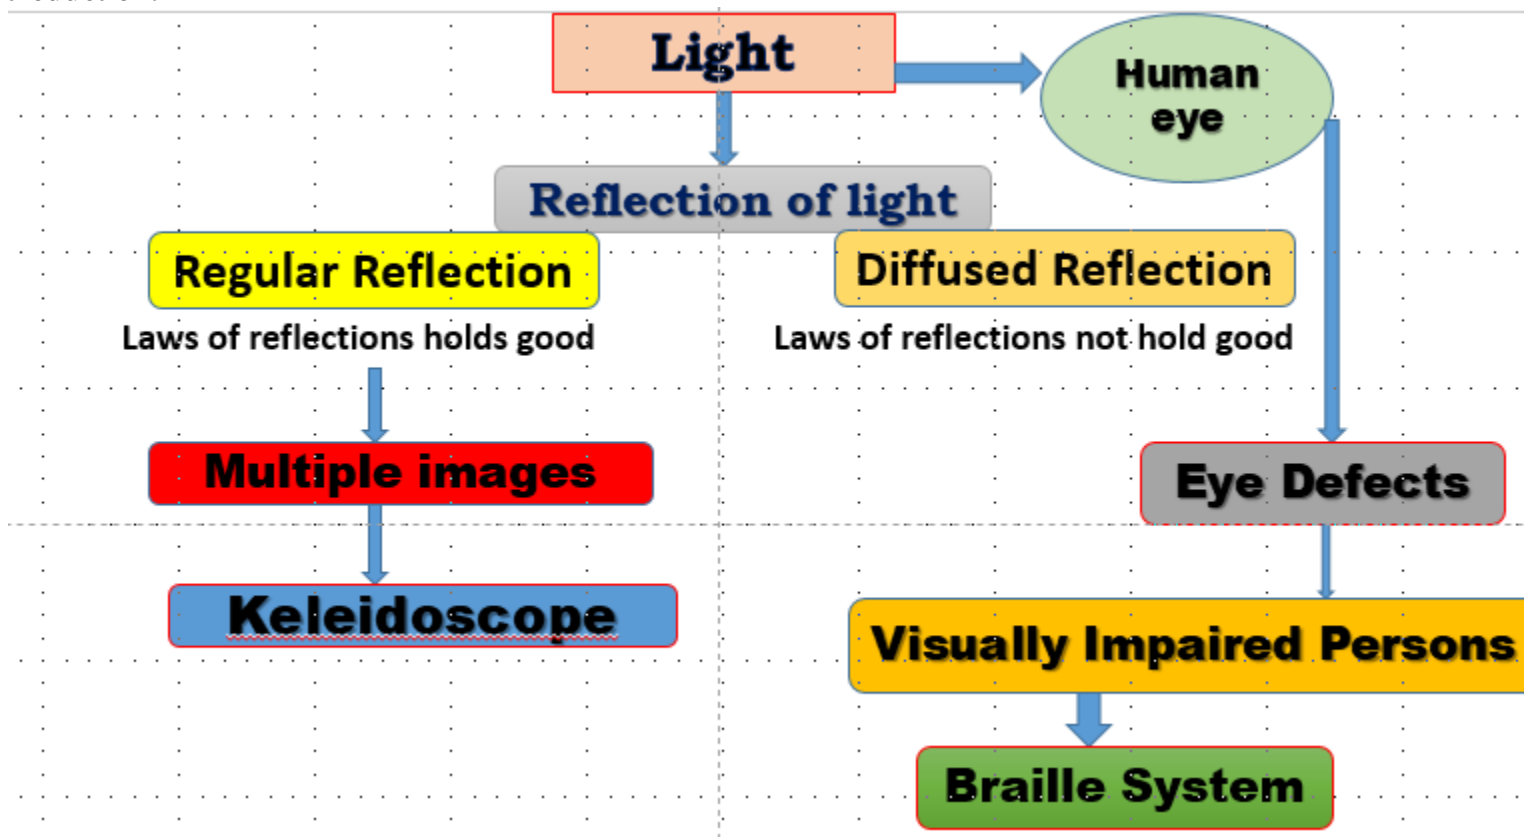 Light
Human
eye
Reflection of light
Regular Reflection
Diffused Reflection
Laws of reflections holds good
Laws of reflections not hold good
Multiple images
Eye Defects
Keleidoscope
Visually Impaired Persons
Braille System